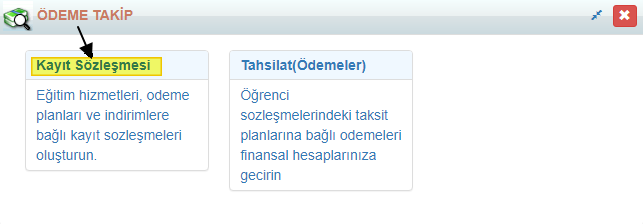 ÖDEME TAKİP
Kayıt Sözleşmesi
Eğitim hizmetleri, odeme
planları ve indirimlere
bağlı kayıt sozleşmeleri
oluşturun.
Tahsilat(Ödemeler)
Öğrenci
sozleşmelerindeki taksit
planlarına bağlı odemeleri
finansal hesaplarınıza
gecirin